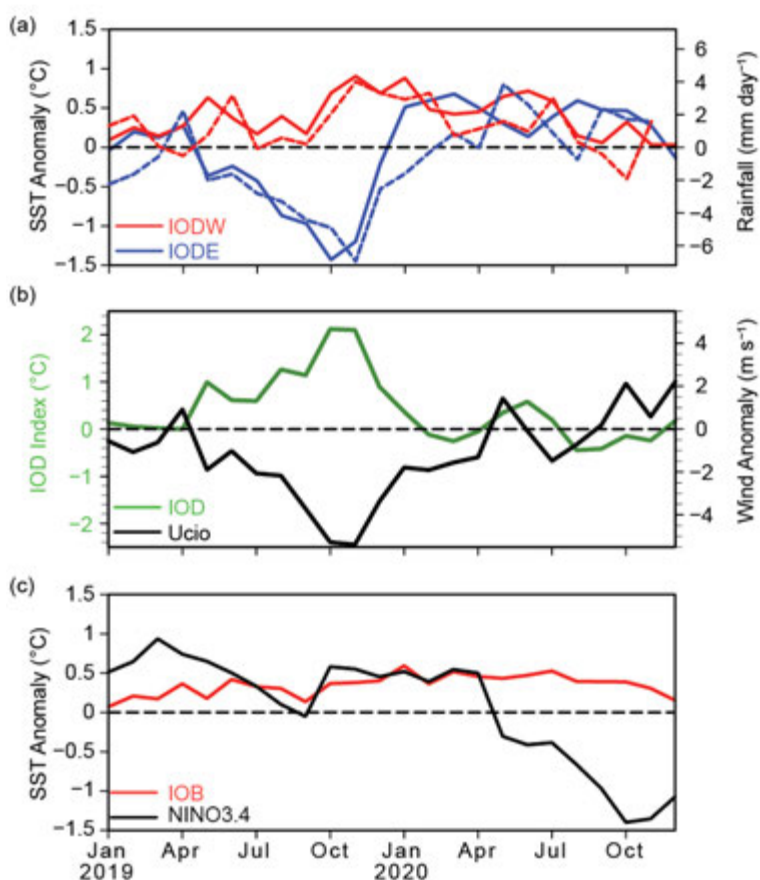 (a)
1.5
1
0.5
0
−0.5
−1
−1.5
SST Anomaly (°C)
6
4
2
0
−2
−4
−6
Rainfall (mm day⁻¹)
IODW
IODE
(b)
2
1
0
−1
−2
IOD Index (°C)
4
2
0
−2
−4
Wind Anomaly (m s⁻¹)
IOD
Ucio
(c)
1.5
1
0.5
0
−0.5
−1
−1.5
SST Anomaly (°C)
IOB
NINO3.4
Jan Apr Jul Oct Jan Apr Jul Oct
2019 2020